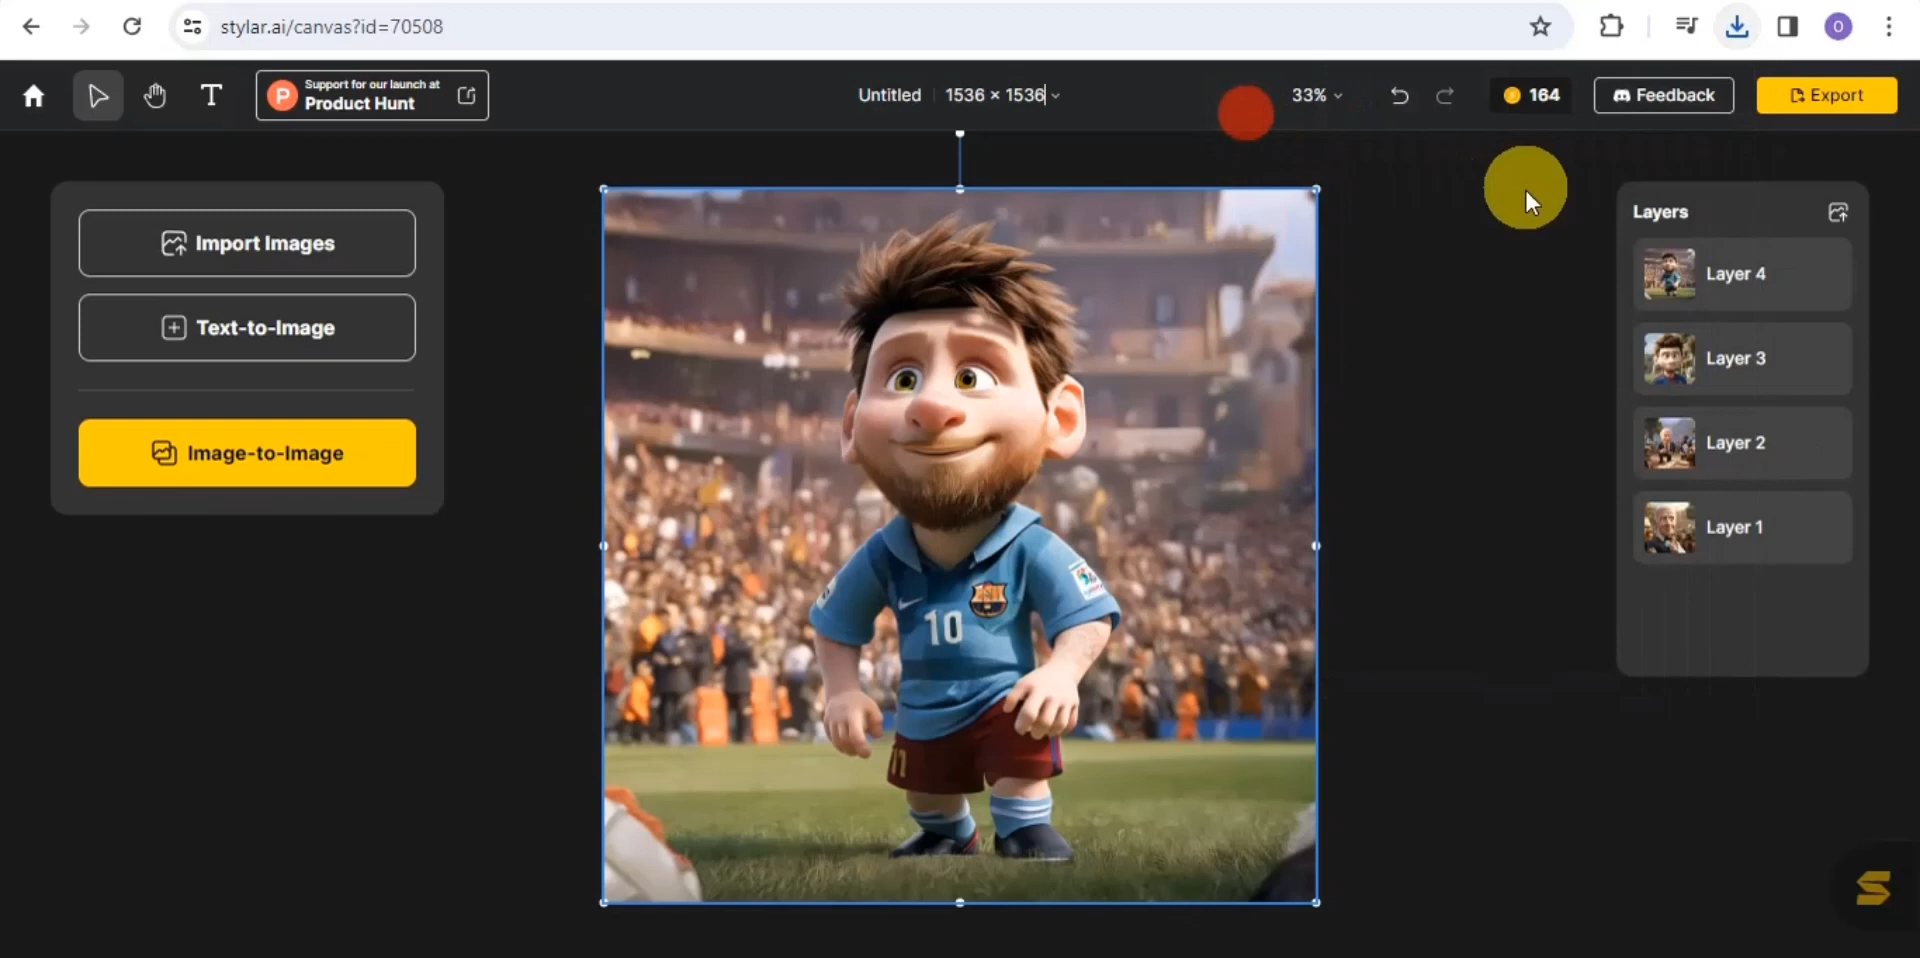 stylar.ai/canvas?id=70508
O
T
P
Support for our launch at
Product Hunt
Untitled
1536 × 1536
33%
164
Feedback
Export
Import Images
Text-to-Image
Image-to-Image
Layers
Layer 4
Layer 3
Layer 2
Layer 1
10